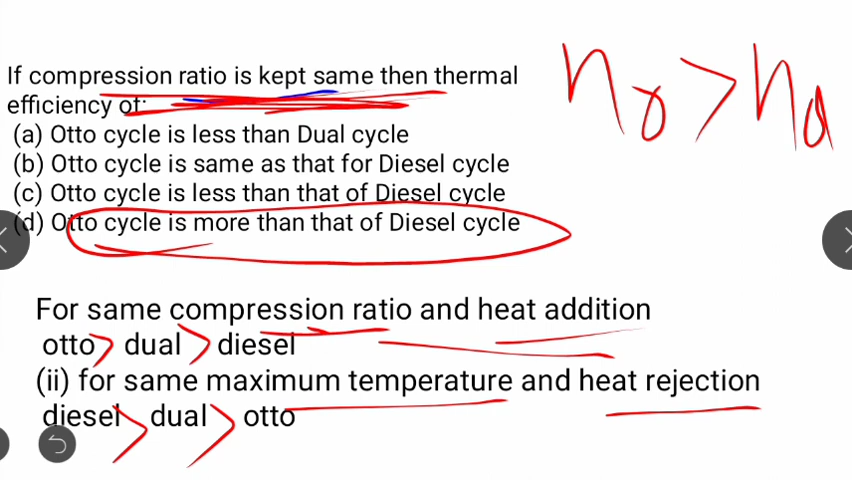 If compression ratio is kept same then thermal
efficiency of:
(a) Otto cycle is less than Dual cycle
(b) Otto cycle is same as that for Diesel cycle
(c) Otto cycle is less than that of Diesel cycle
(d) Otto cycle is more than that of Diesel cycle
η₀ > ηd
For same compression ratio and heat addition
otto > dual > diesel
(ii) for same maximum temperature and heat rejection
diesel > dual > otto